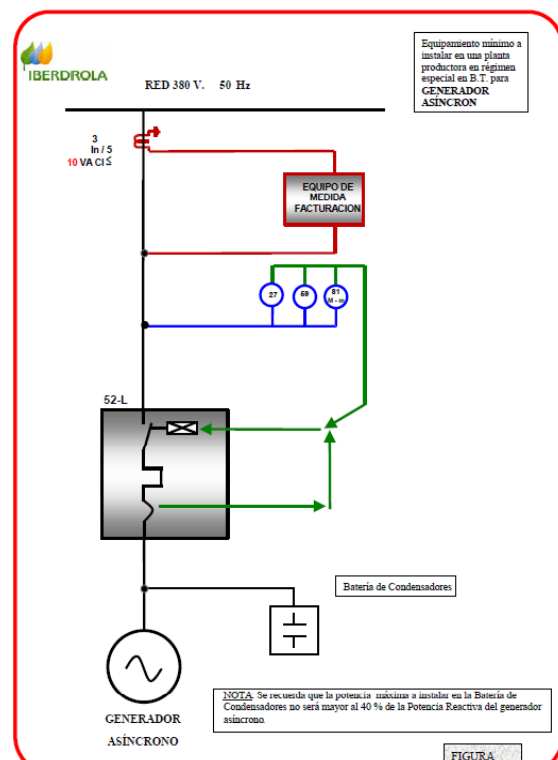 IBERDROLA
Equipamiento mínimo a
instalar en una planta
productora en régimen
especial en B.T. para
GENERADOR
ASÍNCRON
RED 380 V. 50 Hz
3
In / 5
10 VA Cl ≤
EQUIPO DE
MEDIDA
FACTURACION
27
59
81
M - m
52-L
Batería de Condensadores
NOTA. Se recuerda que la potencia máxima a instalar en la Batería de
Condensadores no será mayor al 40 % de la Potencia Reactiva del generador
asíncrono.
GENERADOR
ASÍNCRONO
FIGURA